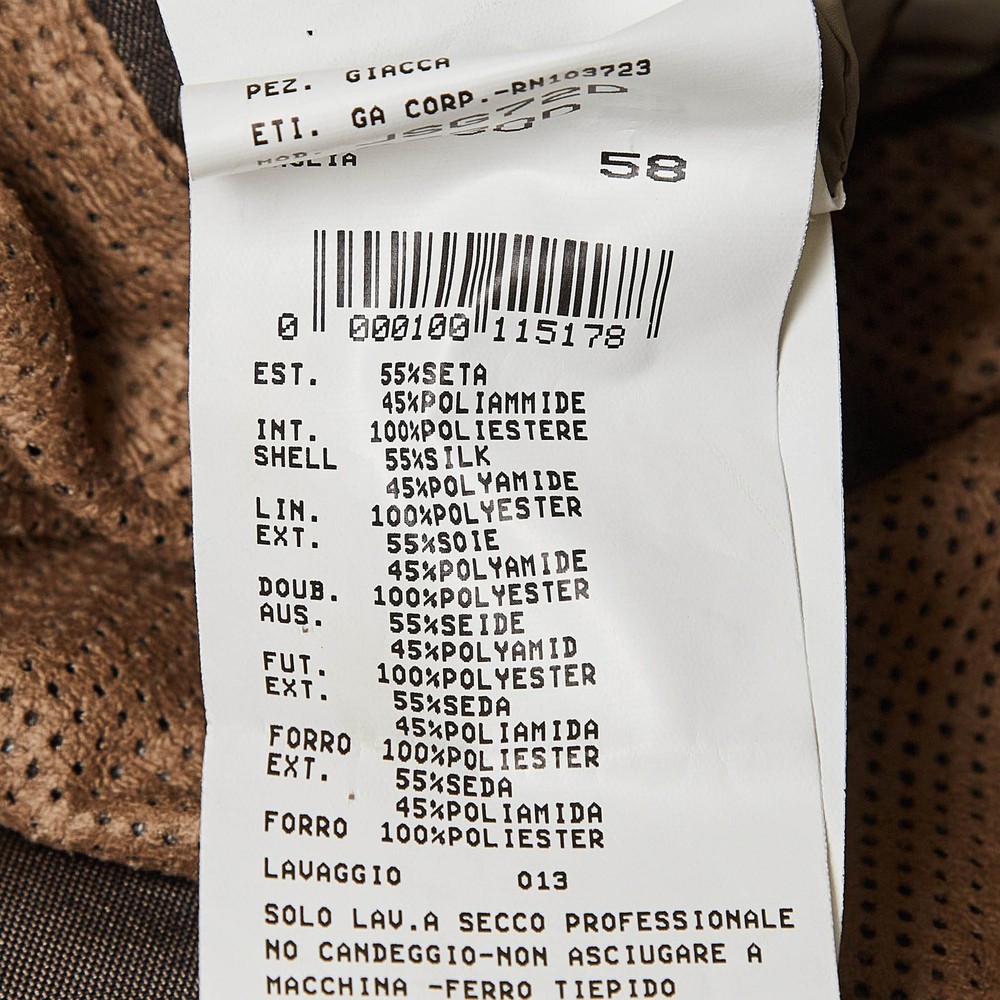 PEZ. GIACCA
ETI. GA CORP.-RN103723
58
0 000100 115178
EST. 55%SETA
45%POLIAMMIDE
INT. 100%POLIESTERE
SHELL 55%SILK
45%POLYAMIDE
LIN. 100%POLYESTER
EXT. 55%SOIE
45%POLYAMIDE
DOUB. 100%POLYESTER
AUS. 55%SEIDE
45%POLYAMID
FUT. 100%POLYESTER
EXT. 55%SEDA
45%POLIAMIDA
FORRO 100%POLIESTER
EXT. 55%SEDA
45%POLIAMIDA
FORRO 100%POLIESTER
LAVAGGIO 013
SOLO LAV.A SECCO PROFESSIONALE
NO CANDEGGIO-NON ASCIUGARE A
MACCHINA -FERRO TIEPIDO